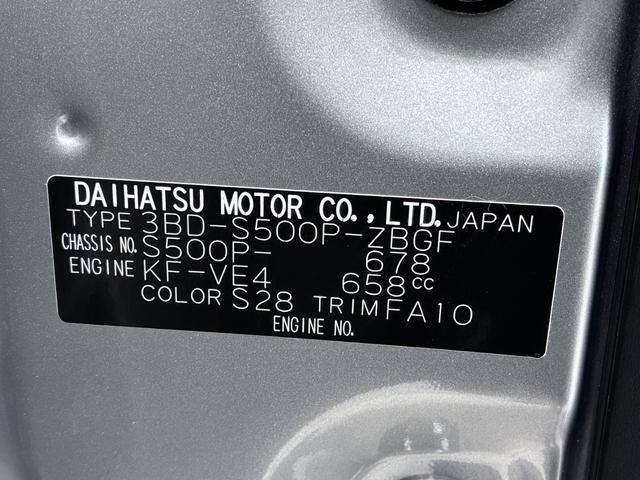 DAIHATSU MOTOR CO., LTD. JAPAN
TYPE 3BD-S500P-ZBGF
CHASSIS NO. S500P- 678
ENGINE KF-VE4 658cc
COLOR S28 TRIM FA10
ENGINE NO.